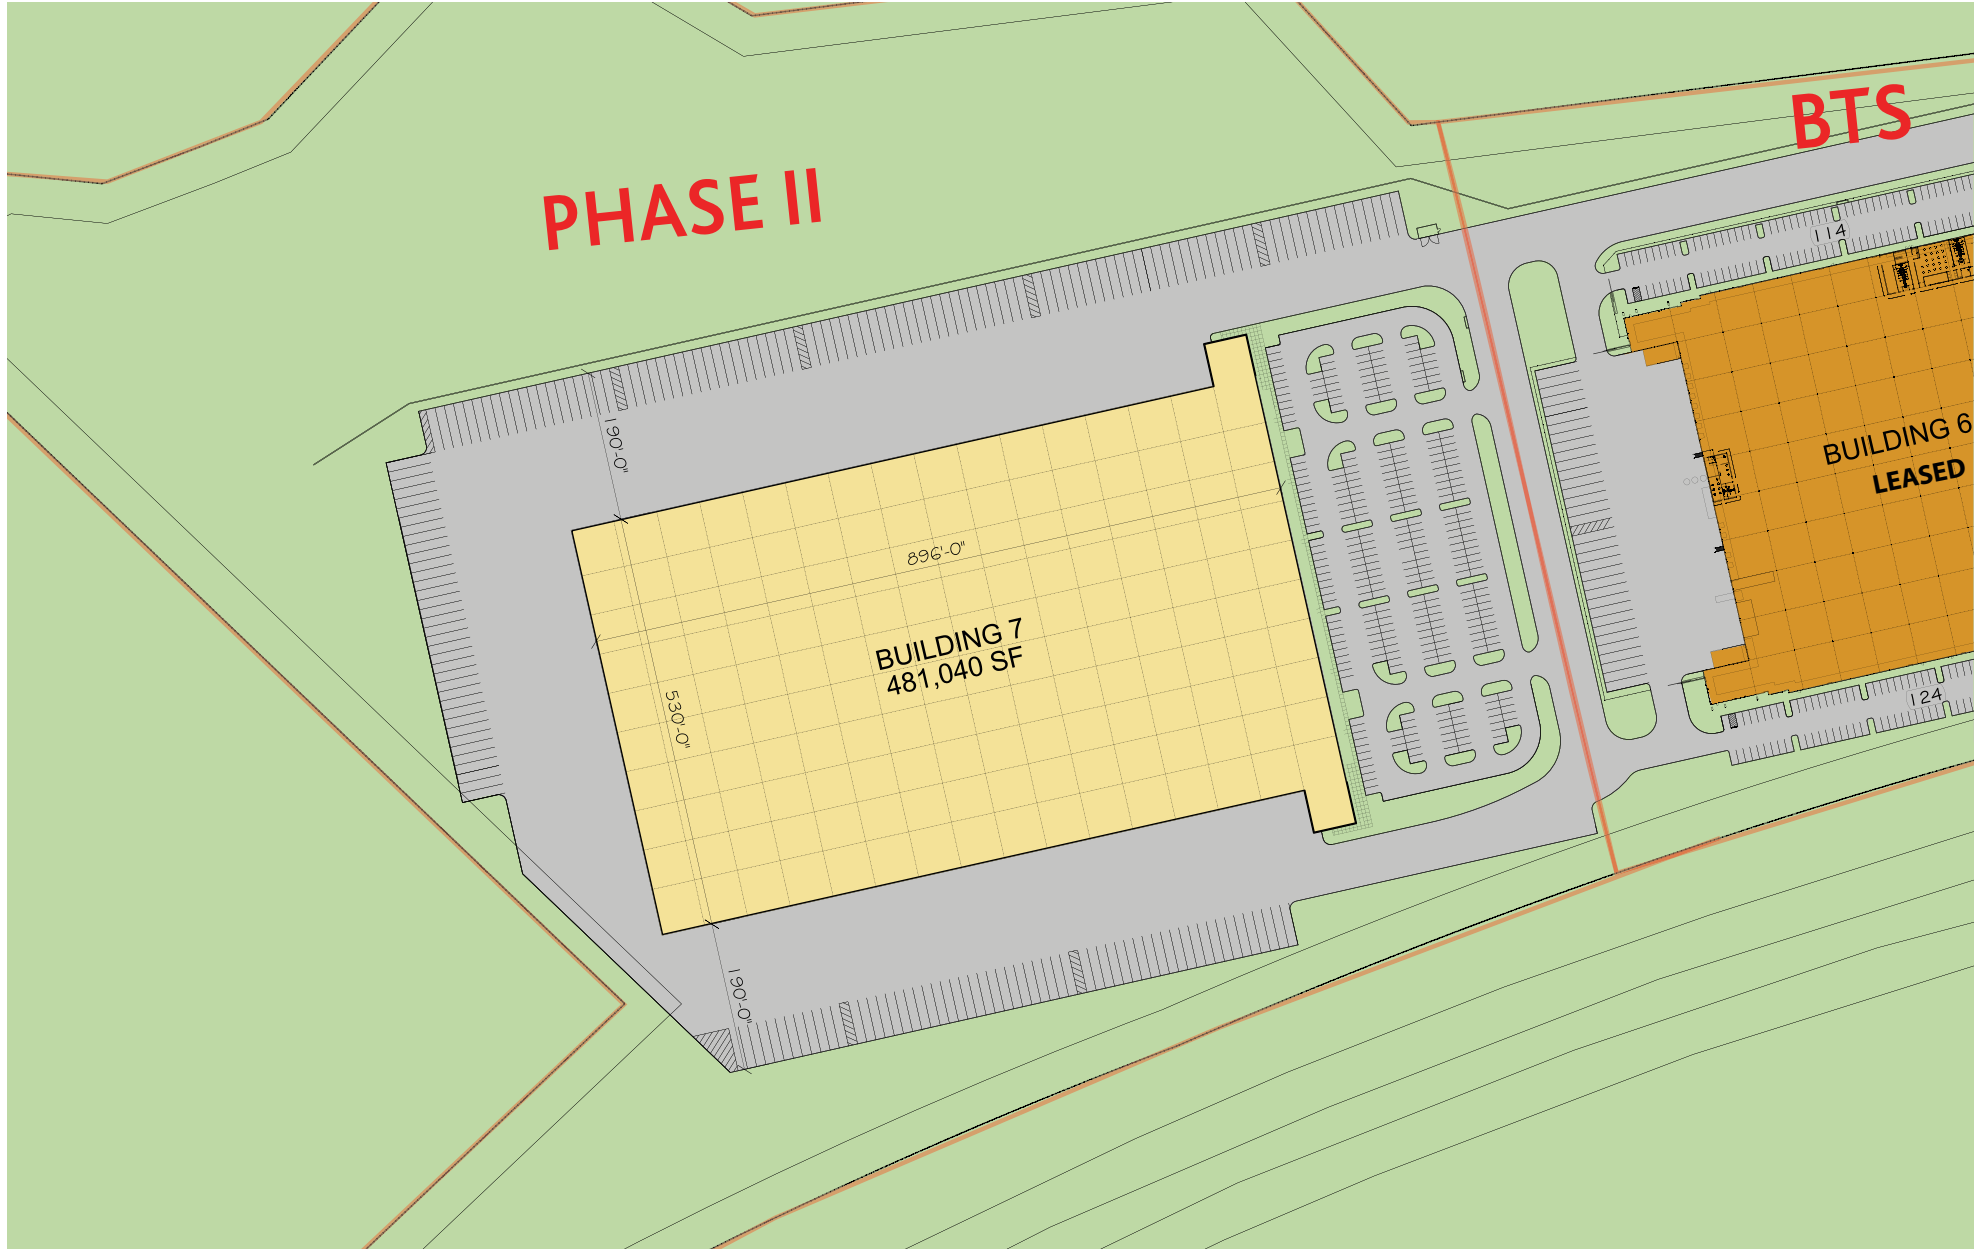 BTS
PHASE II
114
190'-0"
BUILDING 6
LEASED
896'-0"
BUILDING 7
481,040 SF
530'-0"
124
190'-0"